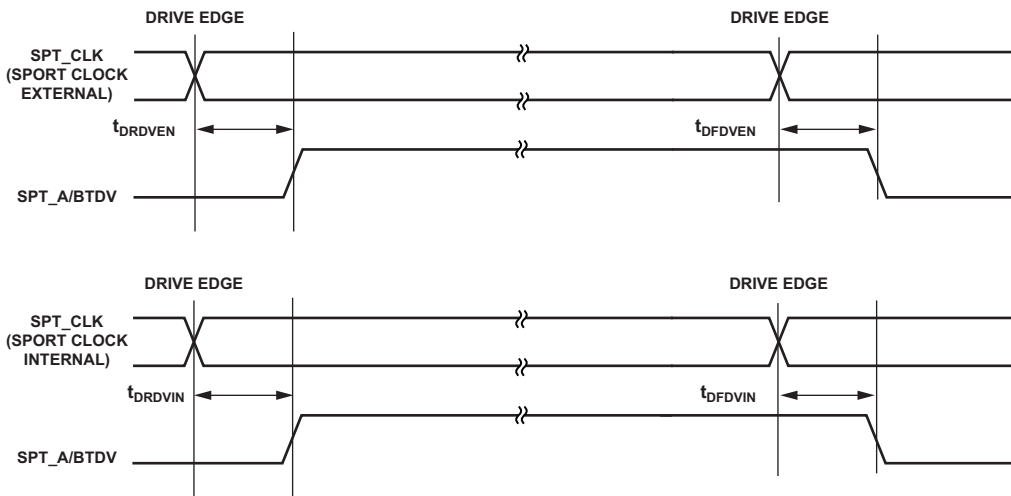 DRIVE EDGE
DRIVE EDGE
SPT_CLK
(SPORT CLOCK
EXTERNAL)
tDRDVEN
tDFDVEN
SPT_A/BTDV
DRIVE EDGE
DRIVE EDGE
SPT_CLK
(SPORT CLOCK
INTERNAL)
tDRDVIN
tDFDVIN
SPT_A/BTDV